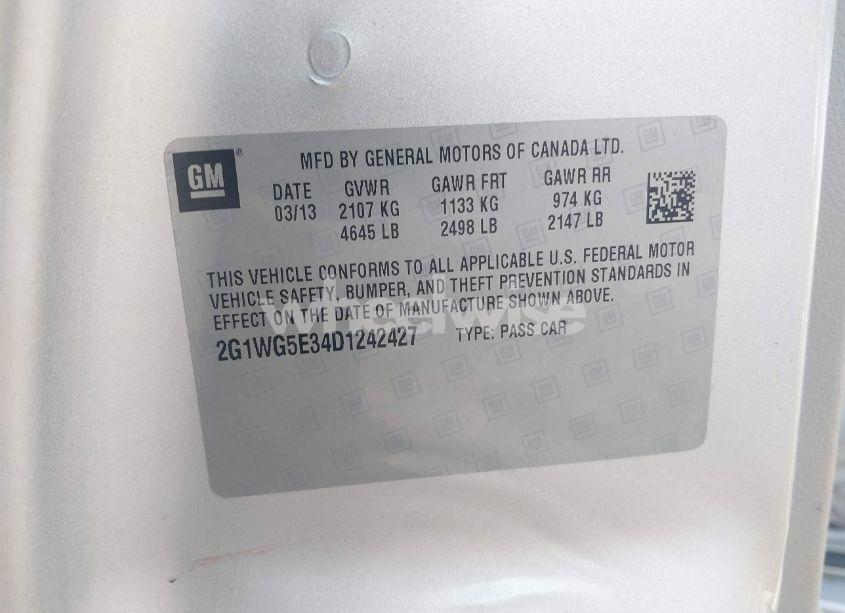 GM
MFD BY GENERAL MOTORS OF CANADA LTD.
DATE GVWR GAWR FRT GAWR RR
03/13 2107 KG 1133 KG 974 KG
4645 LB 2498 LB 2147 LB
THIS VEHICLE CONFORMS TO ALL APPLICABLE U.S. FEDERAL MOTOR
VEHICLE SAFETY, BUMPER, AND THEFT PREVENTION STANDARDS IN
EFFECT ON THE DATE OF MANUFACTURE SHOWN ABOVE.
wheelwise
2G1WG5E34D1242427 TYPE: PASS CAR